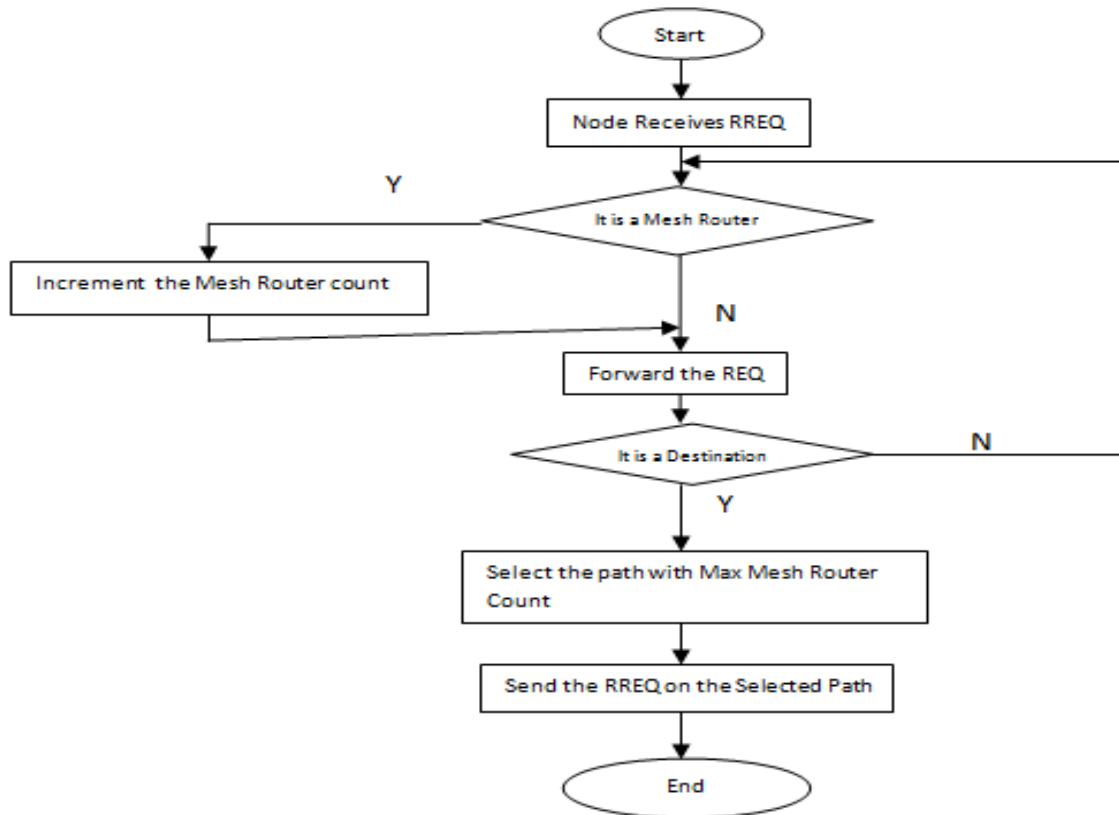 Start
Node Receives RREQ
Y
It is a Mesh Router
Increment the Mesh Router count
N
Forward the REQ
It is a Destination
N
Y
Select the path with Max Mesh Router
Count
Send the RREQ on the Selected Path
End